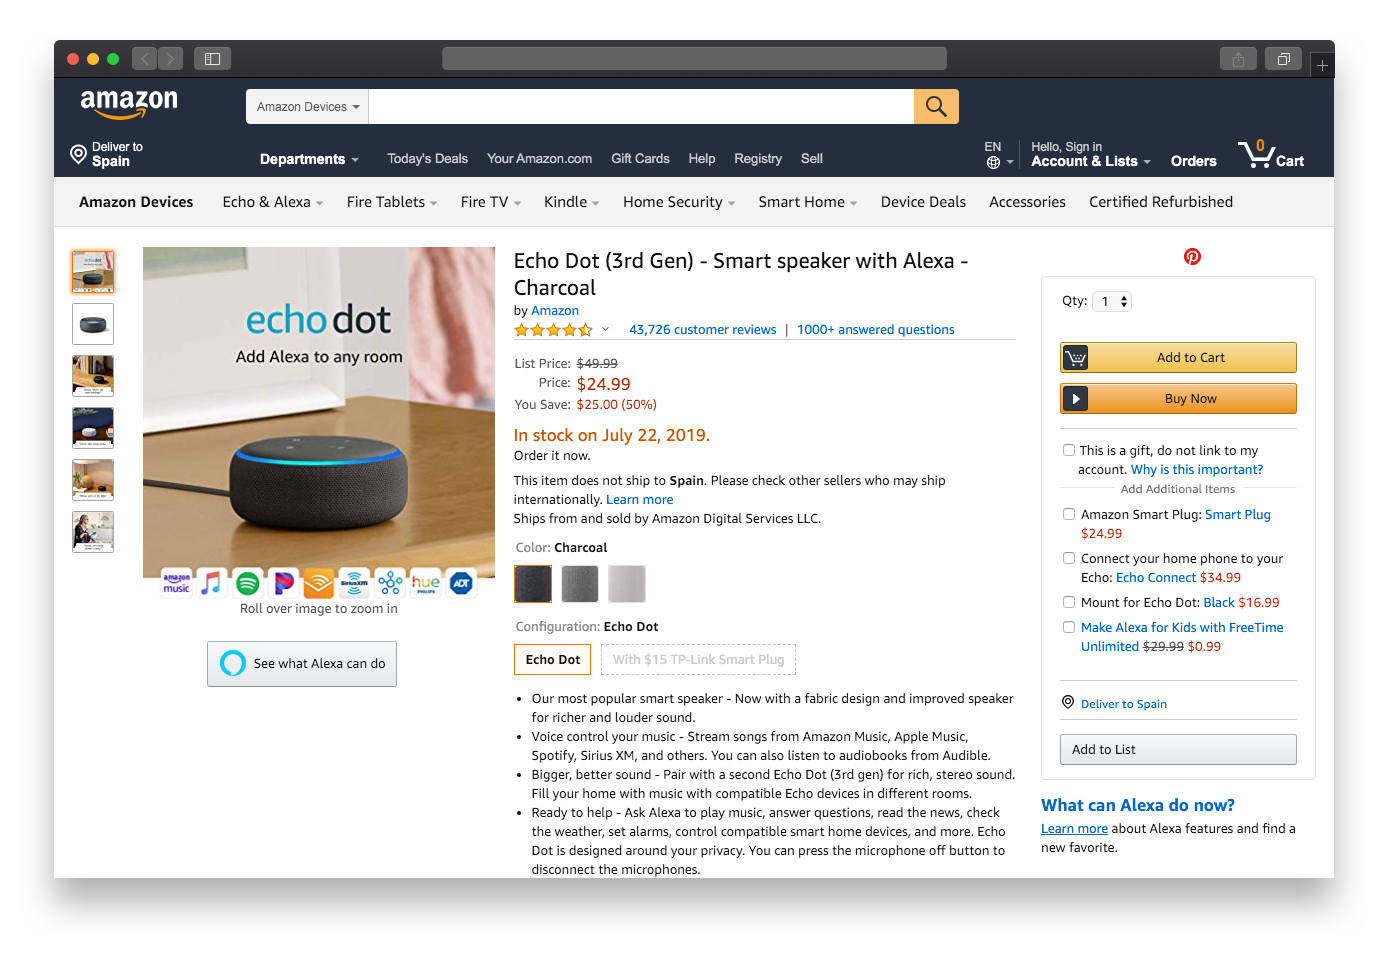 amazon
Amazon Devices
Deliver to
Spain
Departments
Today's Deals
Your Amazon.com
Gift Cards
Help
Registry
Sell
EN
Hello, Sign in
Account & Lists
Orders
0
Cart
Amazon Devices
Echo & Alexa
Fire Tablets
Fire TV
Kindle
Home Security
Smart Home
Device Deals
Accessories
Certified Refurbished
echo dot
Add Alexa to any room
amazon
music
SiriusXM
hue
PHILIPS
ADT
Roll over image to zoom in
See what Alexa can do
Echo Dot (3rd Gen) - Smart speaker with Alexa -
Charcoal
by Amazon
43,726 customer reviews | 1000+ answered questions
List Price: $49.99
Price: $24.99
You Save: $25.00 (50%)
In stock on July 22, 2019.
Order it now.
This item does not ship to Spain. Please check other sellers who may ship
internationally. Learn more
Ships from and sold by Amazon Digital Services LLC.
Color: Charcoal
Configuration: Echo Dot
Echo Dot
With $15 TP-Link Smart Plug
• Our most popular smart speaker - Now with a fabric design and improved speaker
for richer and louder sound.
• Voice control your music - Stream songs from Amazon Music, Apple Music,
Spotify, Sirius XM, and others. You can also listen to audiobooks from Audible.
• Bigger, better sound - Pair with a second Echo Dot (3rd gen) for rich, stereo sound.
Fill your home with music with compatible Echo devices in different rooms.
• Ready to help - Ask Alexa to play music, answer questions, read the news, check
the weather, set alarms, control compatible smart home devices, and more. Echo
Dot is designed around your privacy. You can press the microphone off button to
disconnect the microphones.
Qty: 1
Add to Cart
Buy Now
This is a gift, do not link to my
account. Why is this important?
Add Additional Items
Amazon Smart Plug: Smart Plug
$24.99
Connect your home phone to your
Echo: Echo Connect $34.99
Mount for Echo Dot: Black $16.99
Make Alexa for Kids with FreeTime
Unlimited $29.99 $0.99
Deliver to Spain
Add to List
What can Alexa do now?
Learn more about Alexa features and find a
new favorite.